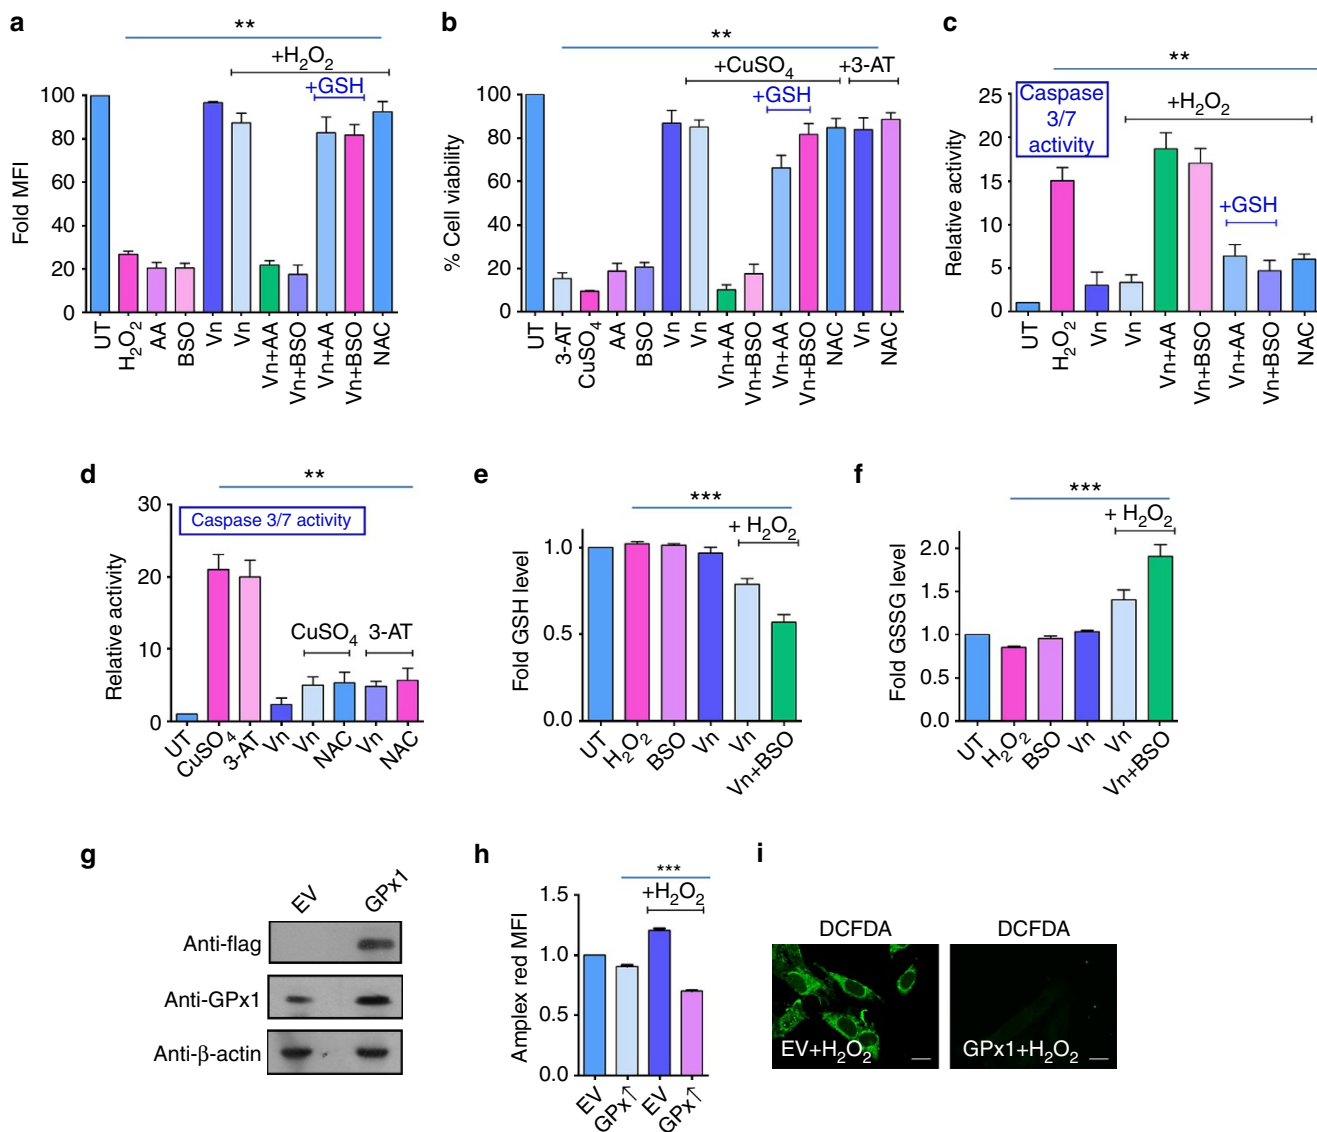 a
**
+H2O2
+GSH
Fold MFI
100
80
60
40
20
0
UT
H2O2
AA
BSO
Vn
Vn
Vn+AA
Vn+BSO
Vn+AA
Vn+BSO
NAC
b
**
+CuSO4
+3-AT
+GSH
% Cell viability
100
80
60
40
20
0
UT
3-AT
CuSO4
AA
BSO
Vn
Vn
Vn+AA
Vn+BSO
Vn+AA
Vn+BSO
NAC
Vn
NAC
c
**
Caspase
3/7
activity
+H2O2
+GSH
Relative activity
25
20
15
10
5
0
UT
H2O2
Vn
Vn
Vn+AA
Vn+BSO
Vn+AA
Vn+BSO
NAC
d
**
Caspase 3/7 activity
CuSO4
3-AT
Relative activity
30
20
10
0
UT
CuSO4
3-AT
Vn
Vn
NAC
Vn
NAC
e
***
+ H2O2
Fold GSH level
1.0
0.5
0.0
UT
H2O2
BSO
Vn
Vn
Vn+BSO
f
***
+ H2O2
Fold GSSG level
2.0
1.5
1.0
0.5
0.0
UT
H2O2
BSO
Vn
Vn
Vn+BSO
g
EV
GPx1
Anti-flag
Anti-GPx1
Anti-β-actin
h
***
+H2O2
Amplex red MFI
1.5
1.0
0.5
0.0
EV
GPx↑
EV
GPx↑
i
DCFDA
DCFDA
EV+H2O2
GPx1+H2O2